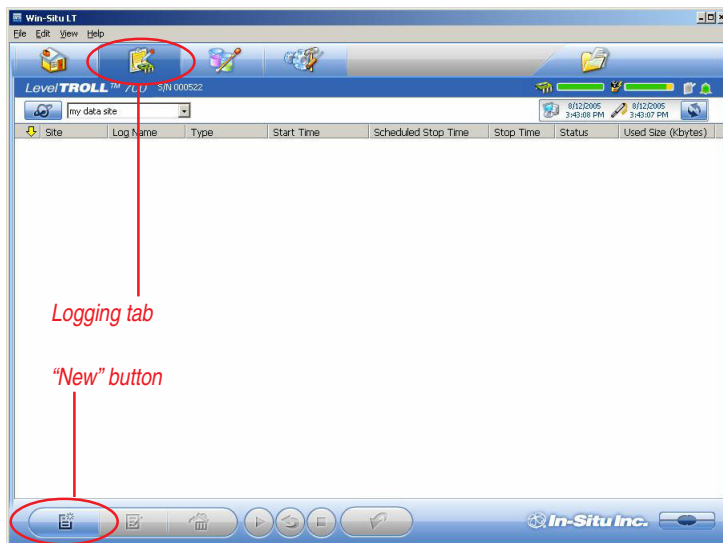 Win-Situ LT
File Edit View Help
Level TROLL™ 700 S/N 000522
my data site
8/12/2005
3:43:08 PM
8/12/2005
3:43:07 PM
Site Log Name Type Start Time Scheduled Stop Time Stop Time Status Used Size (Kbytes)
Logging tab
“New” button
In-Situ Inc.